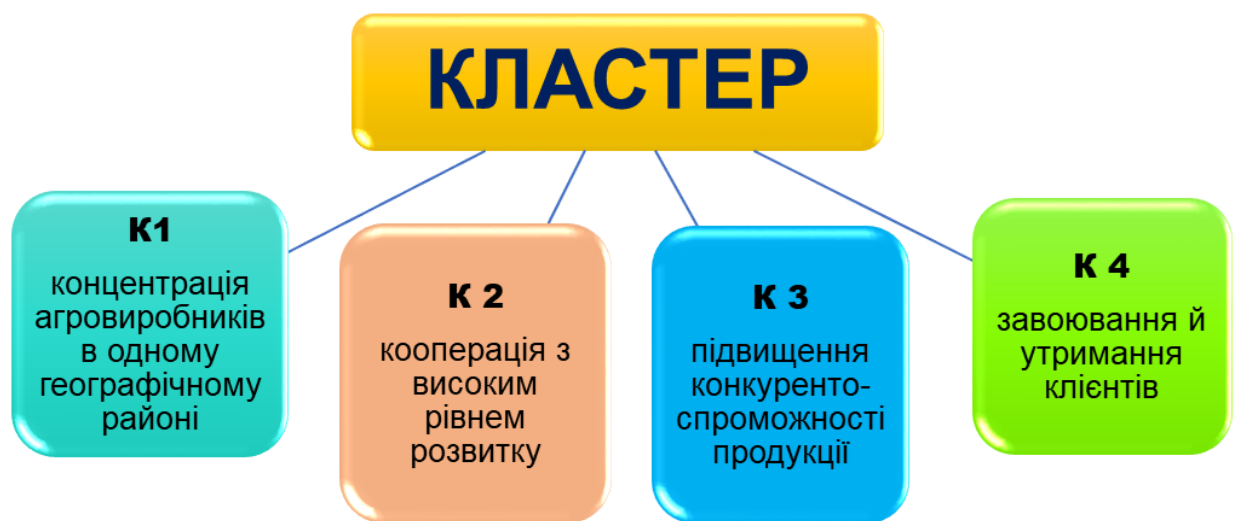 КЛАСТЕР
К1
концентрація
агровиробників
в одному
географічному
районі
К 2
кооперація з
високим
рівнем
розвитку
К 3
підвищення
конкуренто-
спроможності
продукції
К 4
завоювання й
утримання
клієнтів